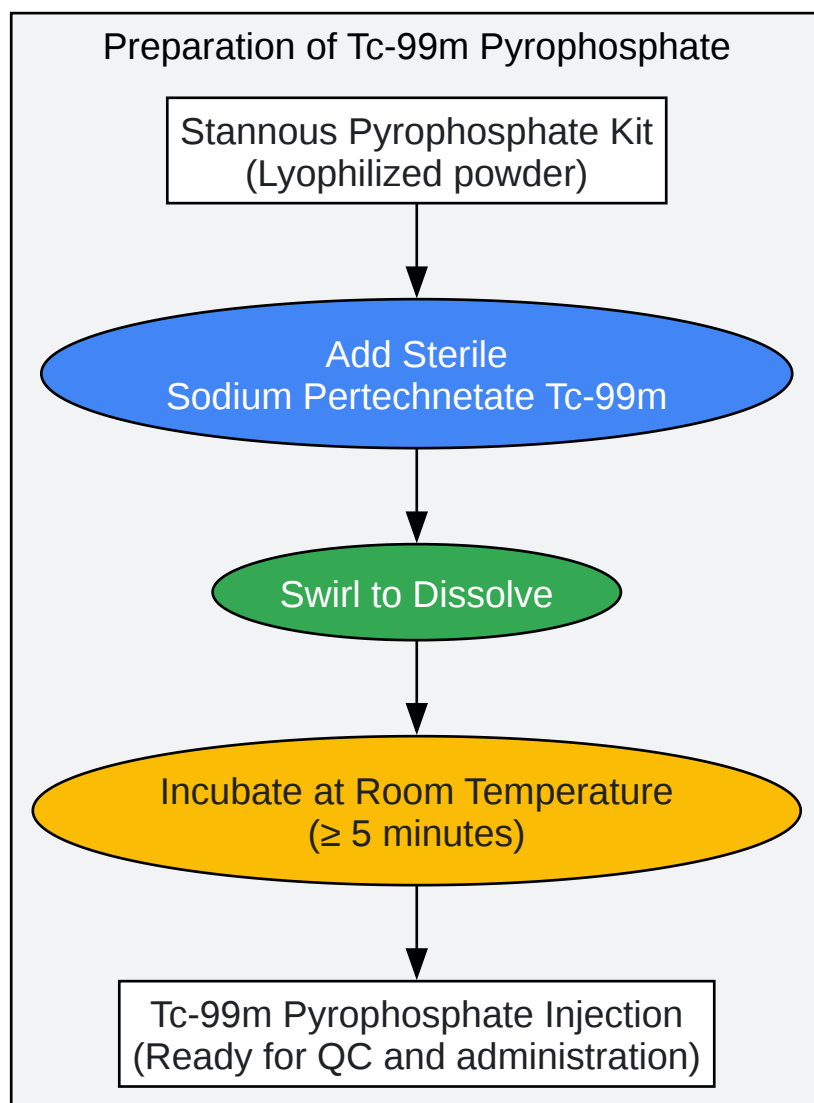 Preparation of Tc-99m Pyrophosphate
Stannous Pyrophosphate Kit
(Lyophilized powder)
Add Sterile
Sodium Pertechnetate Tc-99m
Swirl to Dissolve
Incubate at Room Temperature
(≥ 5 minutes)
Tc-99m Pyrophosphate Injection
(Ready for QC and administration)